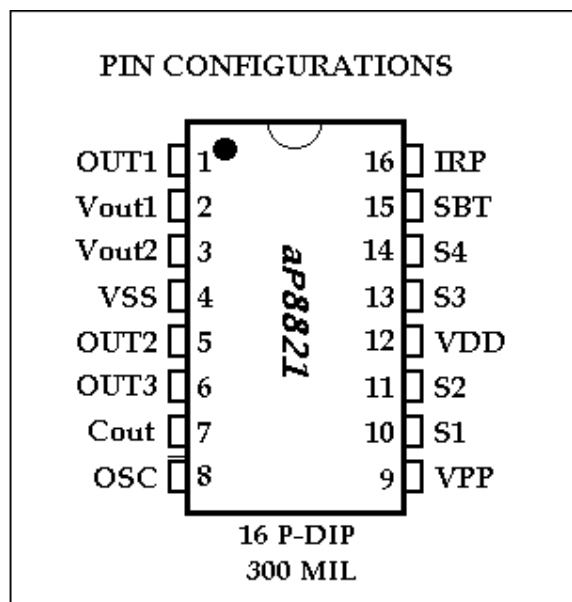 PIN CONFIGURATIONS
OUT1 1 16 IRP
Vout1 2 15 SBT
Vout2 3 14 S4
VSS 4 13 S3
OUT2 5 12 VDD
OUT3 6 11 S2
Cout 7 10 S1
OSC 8 9 VPP
aP8821
16 P-DIP
300 MIL